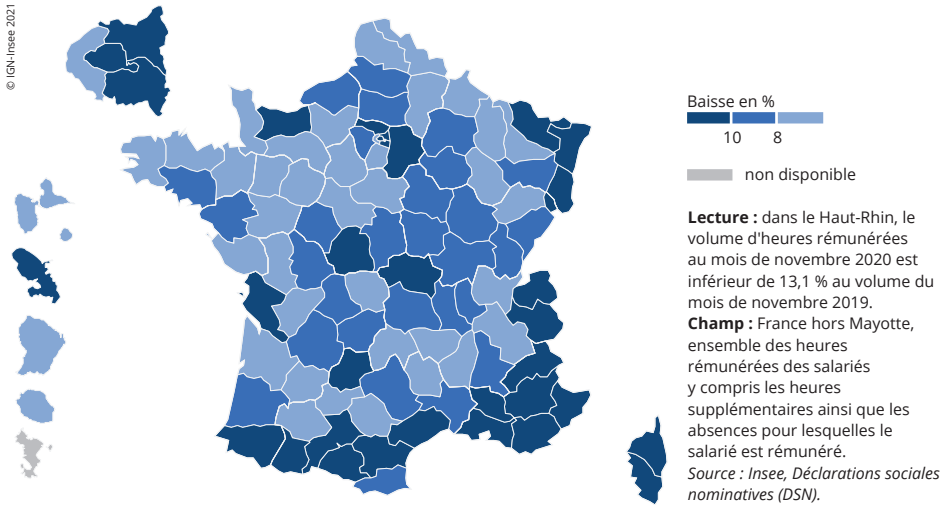 © IGN-Insee 2021
Baisse en %
10 8
non disponible
Lecture : dans le Haut-Rhin, le
volume d'heures rémunérées
au mois de novembre 2020 est
inférieur de 13,1 % au volume du
mois de novembre 2019.
Champ : France hors Mayotte,
ensemble des heures
rémunérées des salariés
y compris les heures
supplémentaires ainsi que les
absences pour lesquelles le
salarié est rémunéré.
Source : Insee, Déclarations sociales
nominatives (DSN).